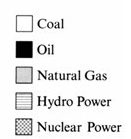 Coal
Oil
Natural Gas
Hydro Power
Nuclear Power